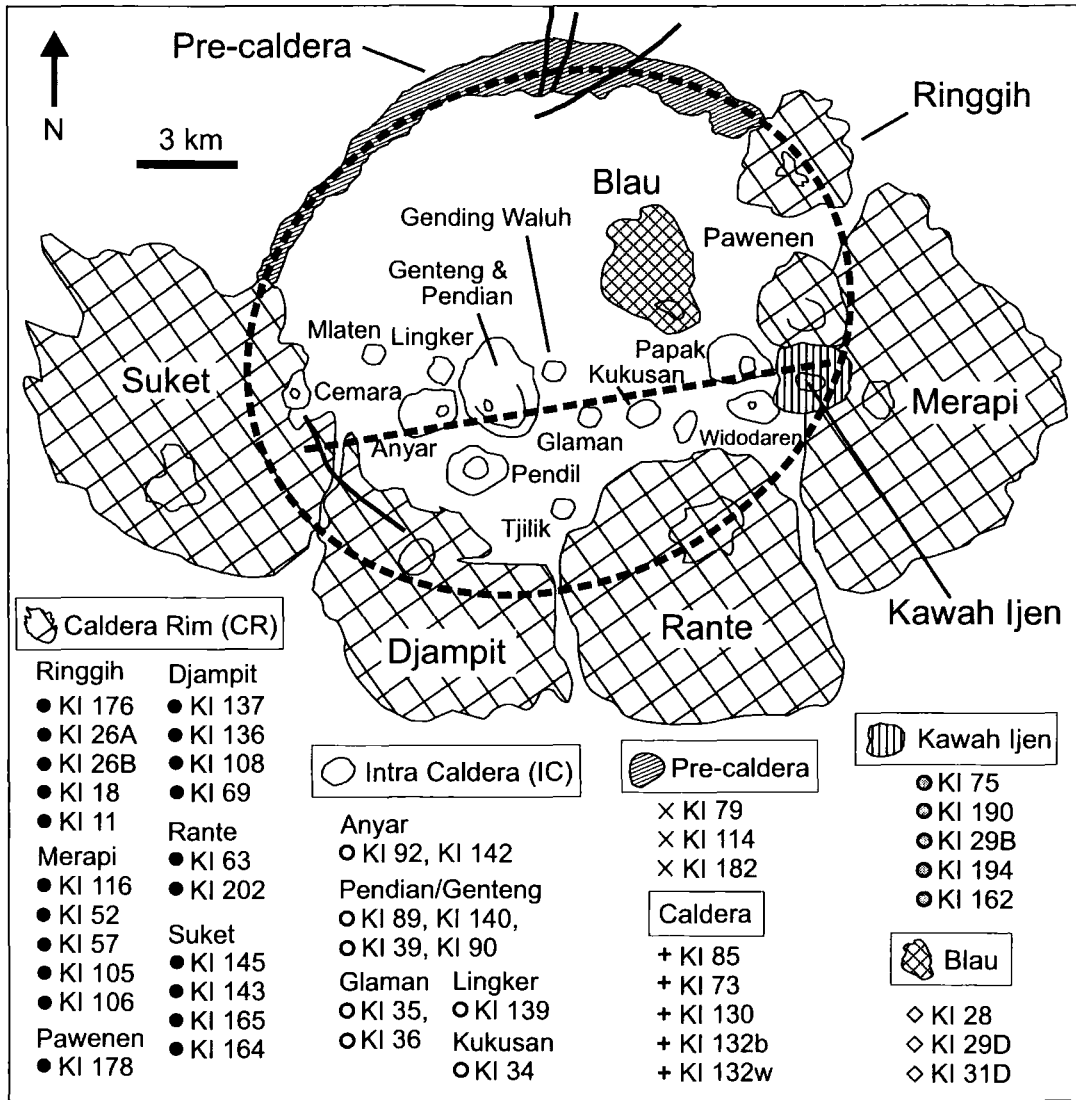 Pre-caldera
N
3 km
Ringgih
Blau
Gending Waluh
Pawenen
Genteng &
Pendian
Mlaten
Lingker
Papak
Kukusan
Suket
Cemara
Merapi
Anyar
Glaman
Widodaren
Pendil
Tjilik
Kawah Ijen
Djampit
Rante
Caldera Rim (CR)
Ringgih
KI 176
KI 26A
KI 26B
KI 18
KI 11
Merapi
KI 116
KI 52
KI 57
KI 105
KI 106
Pawenen
KI 178
Djampit
KI 137
KI 136
KI 108
KI 69
Rante
KI 63
KI 202
Suket
KI 145
KI 143
KI 165
KI 164
Intra Caldera (IC)
Anyar
KI 92, KI 142
Pendian/Genteng
KI 89, KI 140,
KI 39, KI 90
Glaman
KI 35,
KI 36
Lingker
KI 139
Kukusan
KI 34
Pre-caldera
KI 79
KI 114
KI 182
Caldera
KI 85
KI 73
KI 130
KI 132b
KI 132w
Kawah Ijen
KI 75
KI 190
KI 29B
KI 194
KI 162
Blau
KI 28
KI 29D
KI 31D